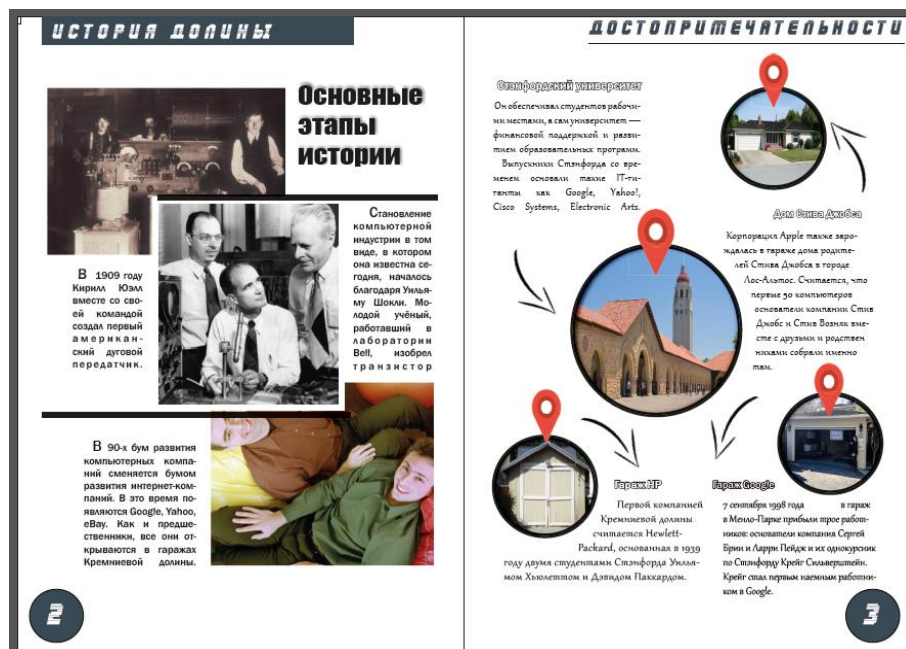 ИСТОРИЯ ДОЛИНЫ
Основные
этапы
истории
Становление
компьютерной
индустрии в том
виде, в котором
она известна се-
годня, началось
благодаря Уилья-
му Шокли. Мо-
лодой учёный,
работавший в
лаборатории
Bell, изобрел
транзистор
В 1909 году
Кирилл Юэлл
вместе со сво-
ей командой
создал первый
американ-
ский дуговой
передатчик.
В 90-х бум развития
компьютерных компа-
ний сменяется бумом
развития интернет-ком-
паний. В это время по-
являются Google, Yahoo,
eBay. Как и предше-
ственники, все они от-
крываются в гаражах
Кремниевой долины.
2
ДОСТОПРИМЕЧАТЕЛЬНОСТИ
Стэнфордский университет
Он обеспечивал студентов рабочи-
ми местами, а сам университет —
финансовой поддержкой и разви-
тием образовательных программ.
Выпускники Стэнфорда со вре-
менем основали такие IT-ги-
ганты как Google, Yahoo!,
Cisco Systems, Electronic Arts.
Дом Стива Джобса
Корпорация Apple также заро-
ждалась в гараже дома родите-
лей Стива Джобса в городе
Лос-Альтос. Считается, что
первые 50 компьютеров
основатели компании Стив
Джобс и Стив Возняк вме-
сте с друзьями и родствен
никами собрали именно
там.
Гараж HP
Первой компанией
Кремниевой долины
считается Hewlett-
Packard, основанная в 1939
году двумя студентами Стэнфорда Уилья-
мом Хьюлеттом и Дэвидом Паккардом.
Гараж Google
7 сентября 1998 года в гараж
в Менло-Парке прибыли трое работ-
ников: основатели компания Сергей
Брин и Ларри Пейдж и их однокурсник
по Стэнфорду Крейг Сильверштейн.
Крейг стал первым наемным работни-
ком в Google.
3